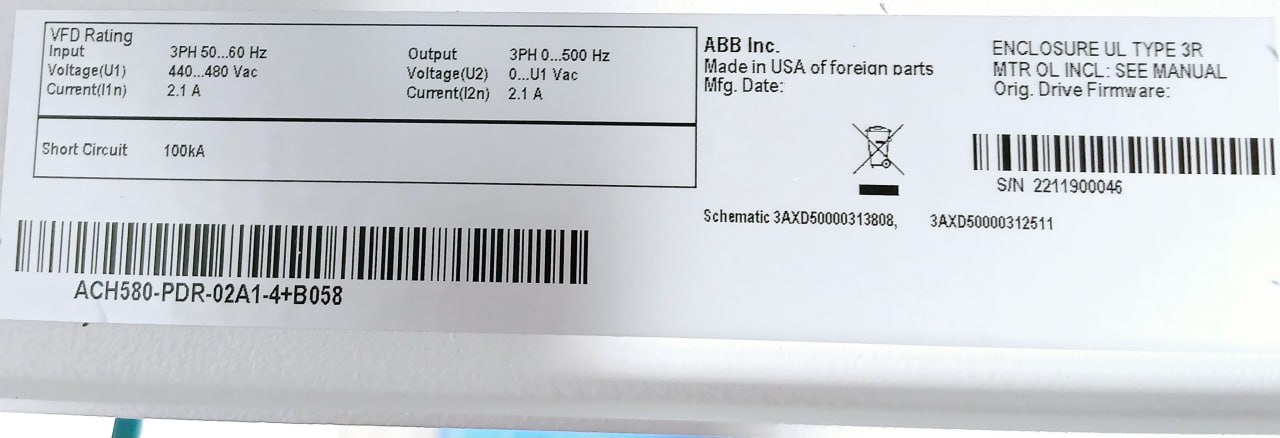 VFD Rating
Input 3PH 50...60 Hz Output 3PH 0...500 Hz
Voltage(U1) 440...480 Vac Voltage(U2) 0...U1 Vac
Current(I1n) 2.1 A Current(I2n) 2.1 A
Short Circuit 100kA
ACH580-PDR-02A1-4+B058
ABB Inc.
Made in USA of foreign parts
Mfg. Date:
ENCLOSURE UL TYPE 3R
MTR OL INCL: SEE MANUAL
Orig. Drive Firmware:
S/N 2211900046
Schematic 3AXD50000313808, 3AXD50000312511